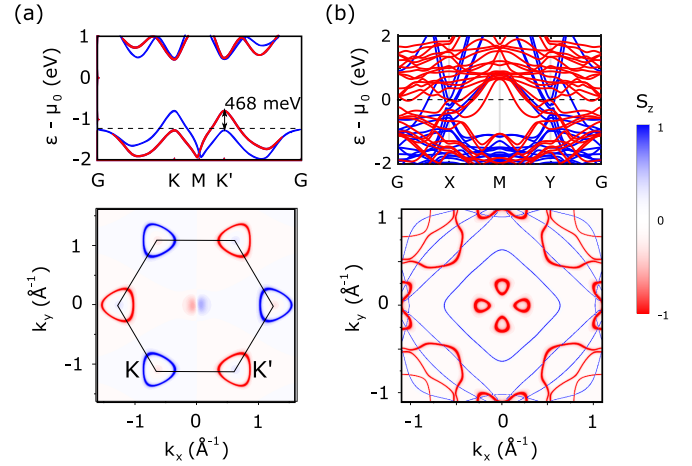 (a)
ε - μ0 (eV)
1
0
-1
-2
468 meV
G K M K' G
(b)
ε - μ0 (eV)
2
0
-2
G X M Y G
Sz
1
0
-1
ky (Å-1)
1
0
-1
K K'
-1 0 1
kx (Å-1)
ky (Å-1)
1
0
-1
-1 0 1
kx (Å-1)